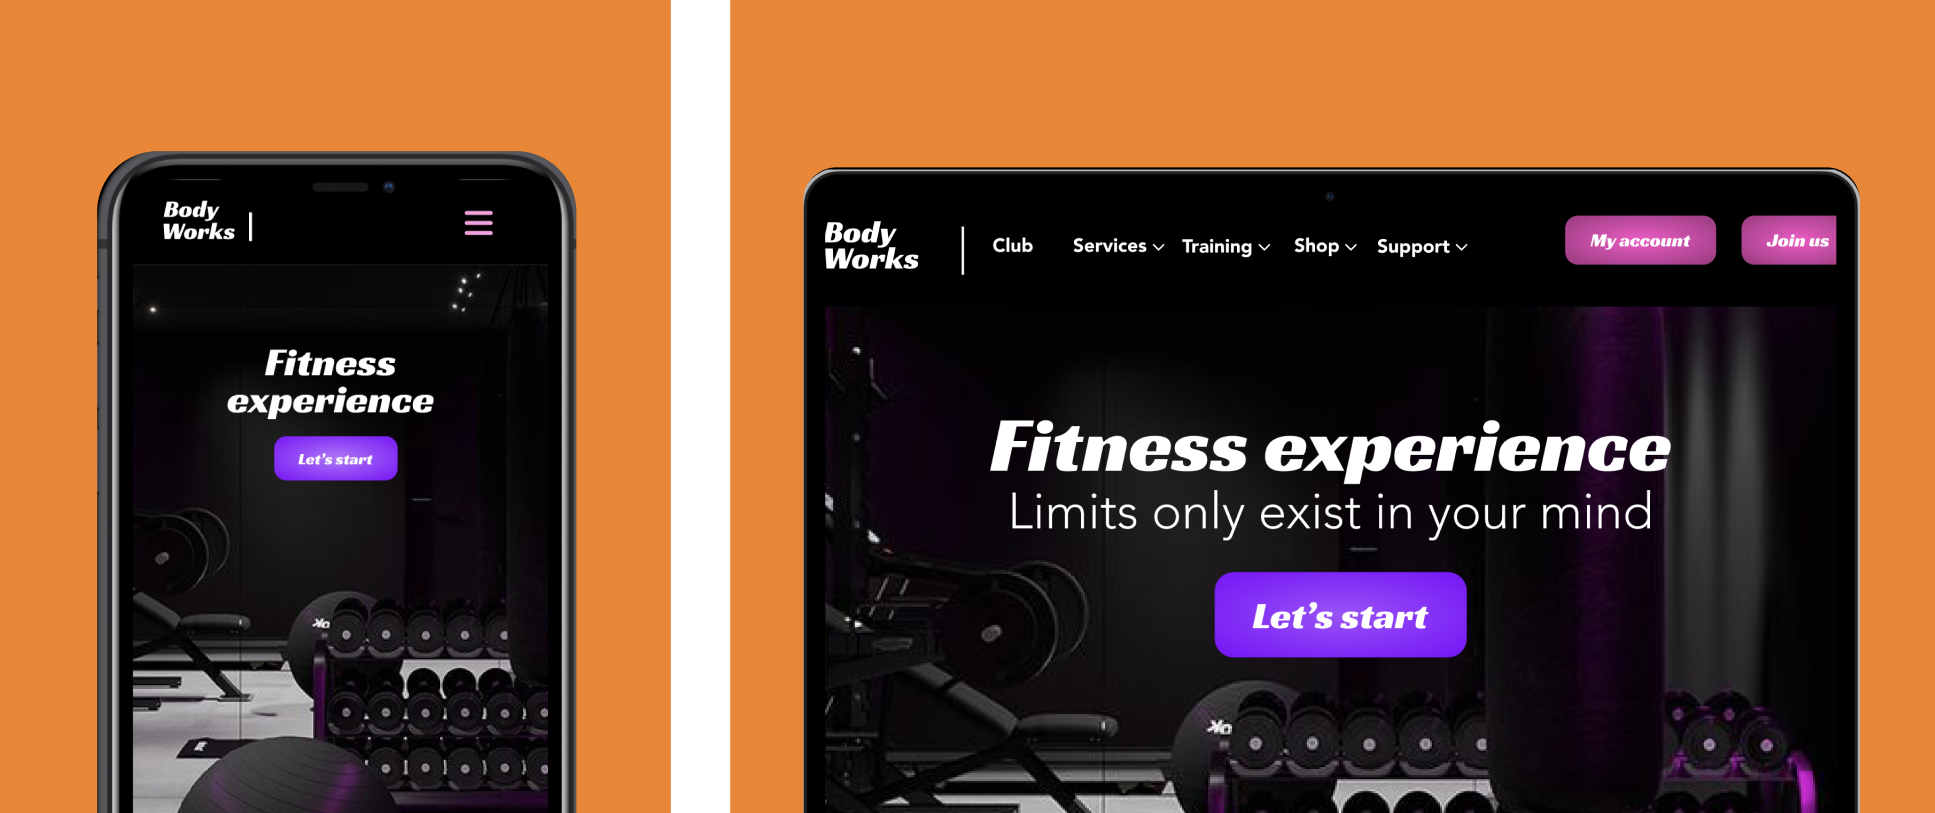 Body
Works
Fitness
experience
Let's start
Body
Works
Club Services Training Shop Support My account Join us
Fitness experience
Limits only exist in your mind
Let's start